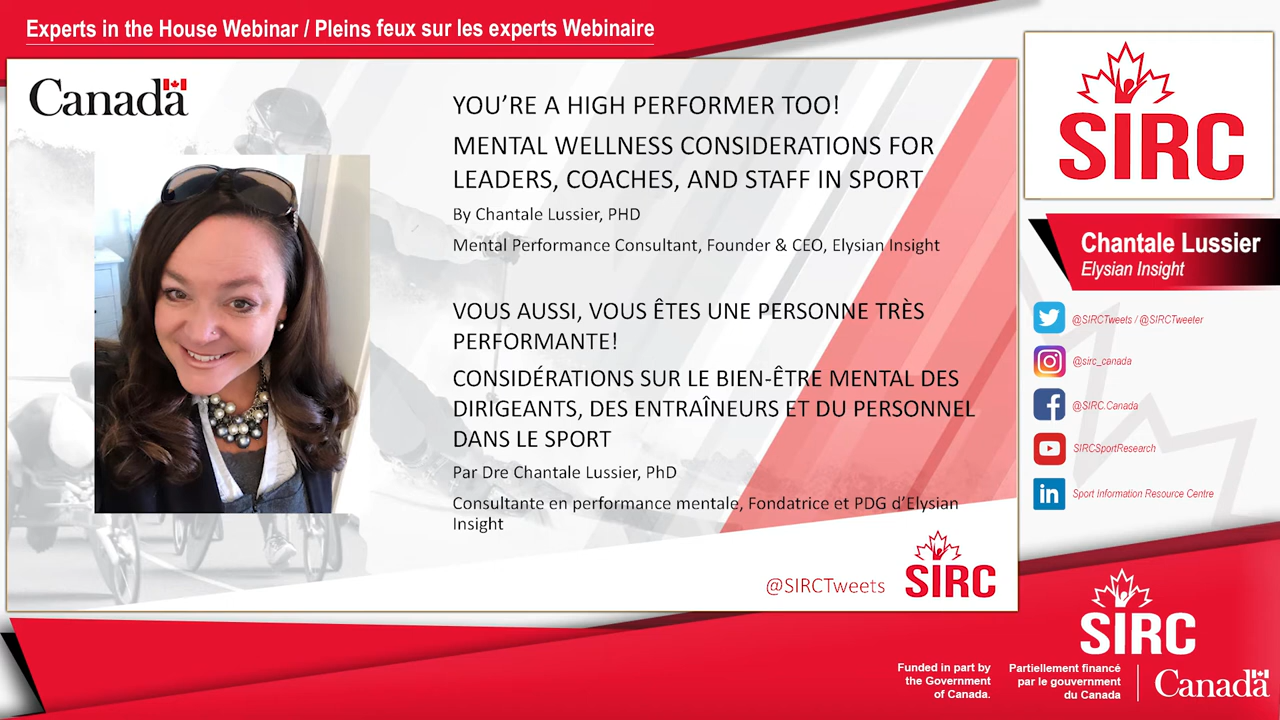 Experts in the House Webinar / Pleins feux sur les experts Webinaire
Canada
YOU'RE A HIGH PERFORMER TOO!
MENTAL WELLNESS CONSIDERATIONS FOR
LEADERS, COACHES, AND STAFF IN SPORT
By Chantale Lussier, PHD
Mental Performance Consultant, Founder & CEO, Elysian Insight
VOUS AUSSI, VOUS ÊTES UNE PERSONNE TRÈS
PERFORMANTE!
CONSIDÉRATIONS SUR LE BIEN-ÊTRE MENTAL DES
DIRIGEANTS, DES ENTRAÎNEURS ET DU PERSONNEL
DANS LE SPORT
Par Dre Chantale Lussier, PhD
Consultante en performance mentale, Fondatrice et PDG d'Elysian
Insight
@SIRCTweets
SIRC
SIRC
Chantale Lussier
Elysian Insight
@SIRCTweets / @SIRCTweeter
@sirc_canada
@SIRC.Canada
SIRCSportResearch
in
Sport Information Resource Centre
SIRC
Funded in part by
the Government
of Canada.
Partiellement financé
par le gouvernment
du Canada
Canada